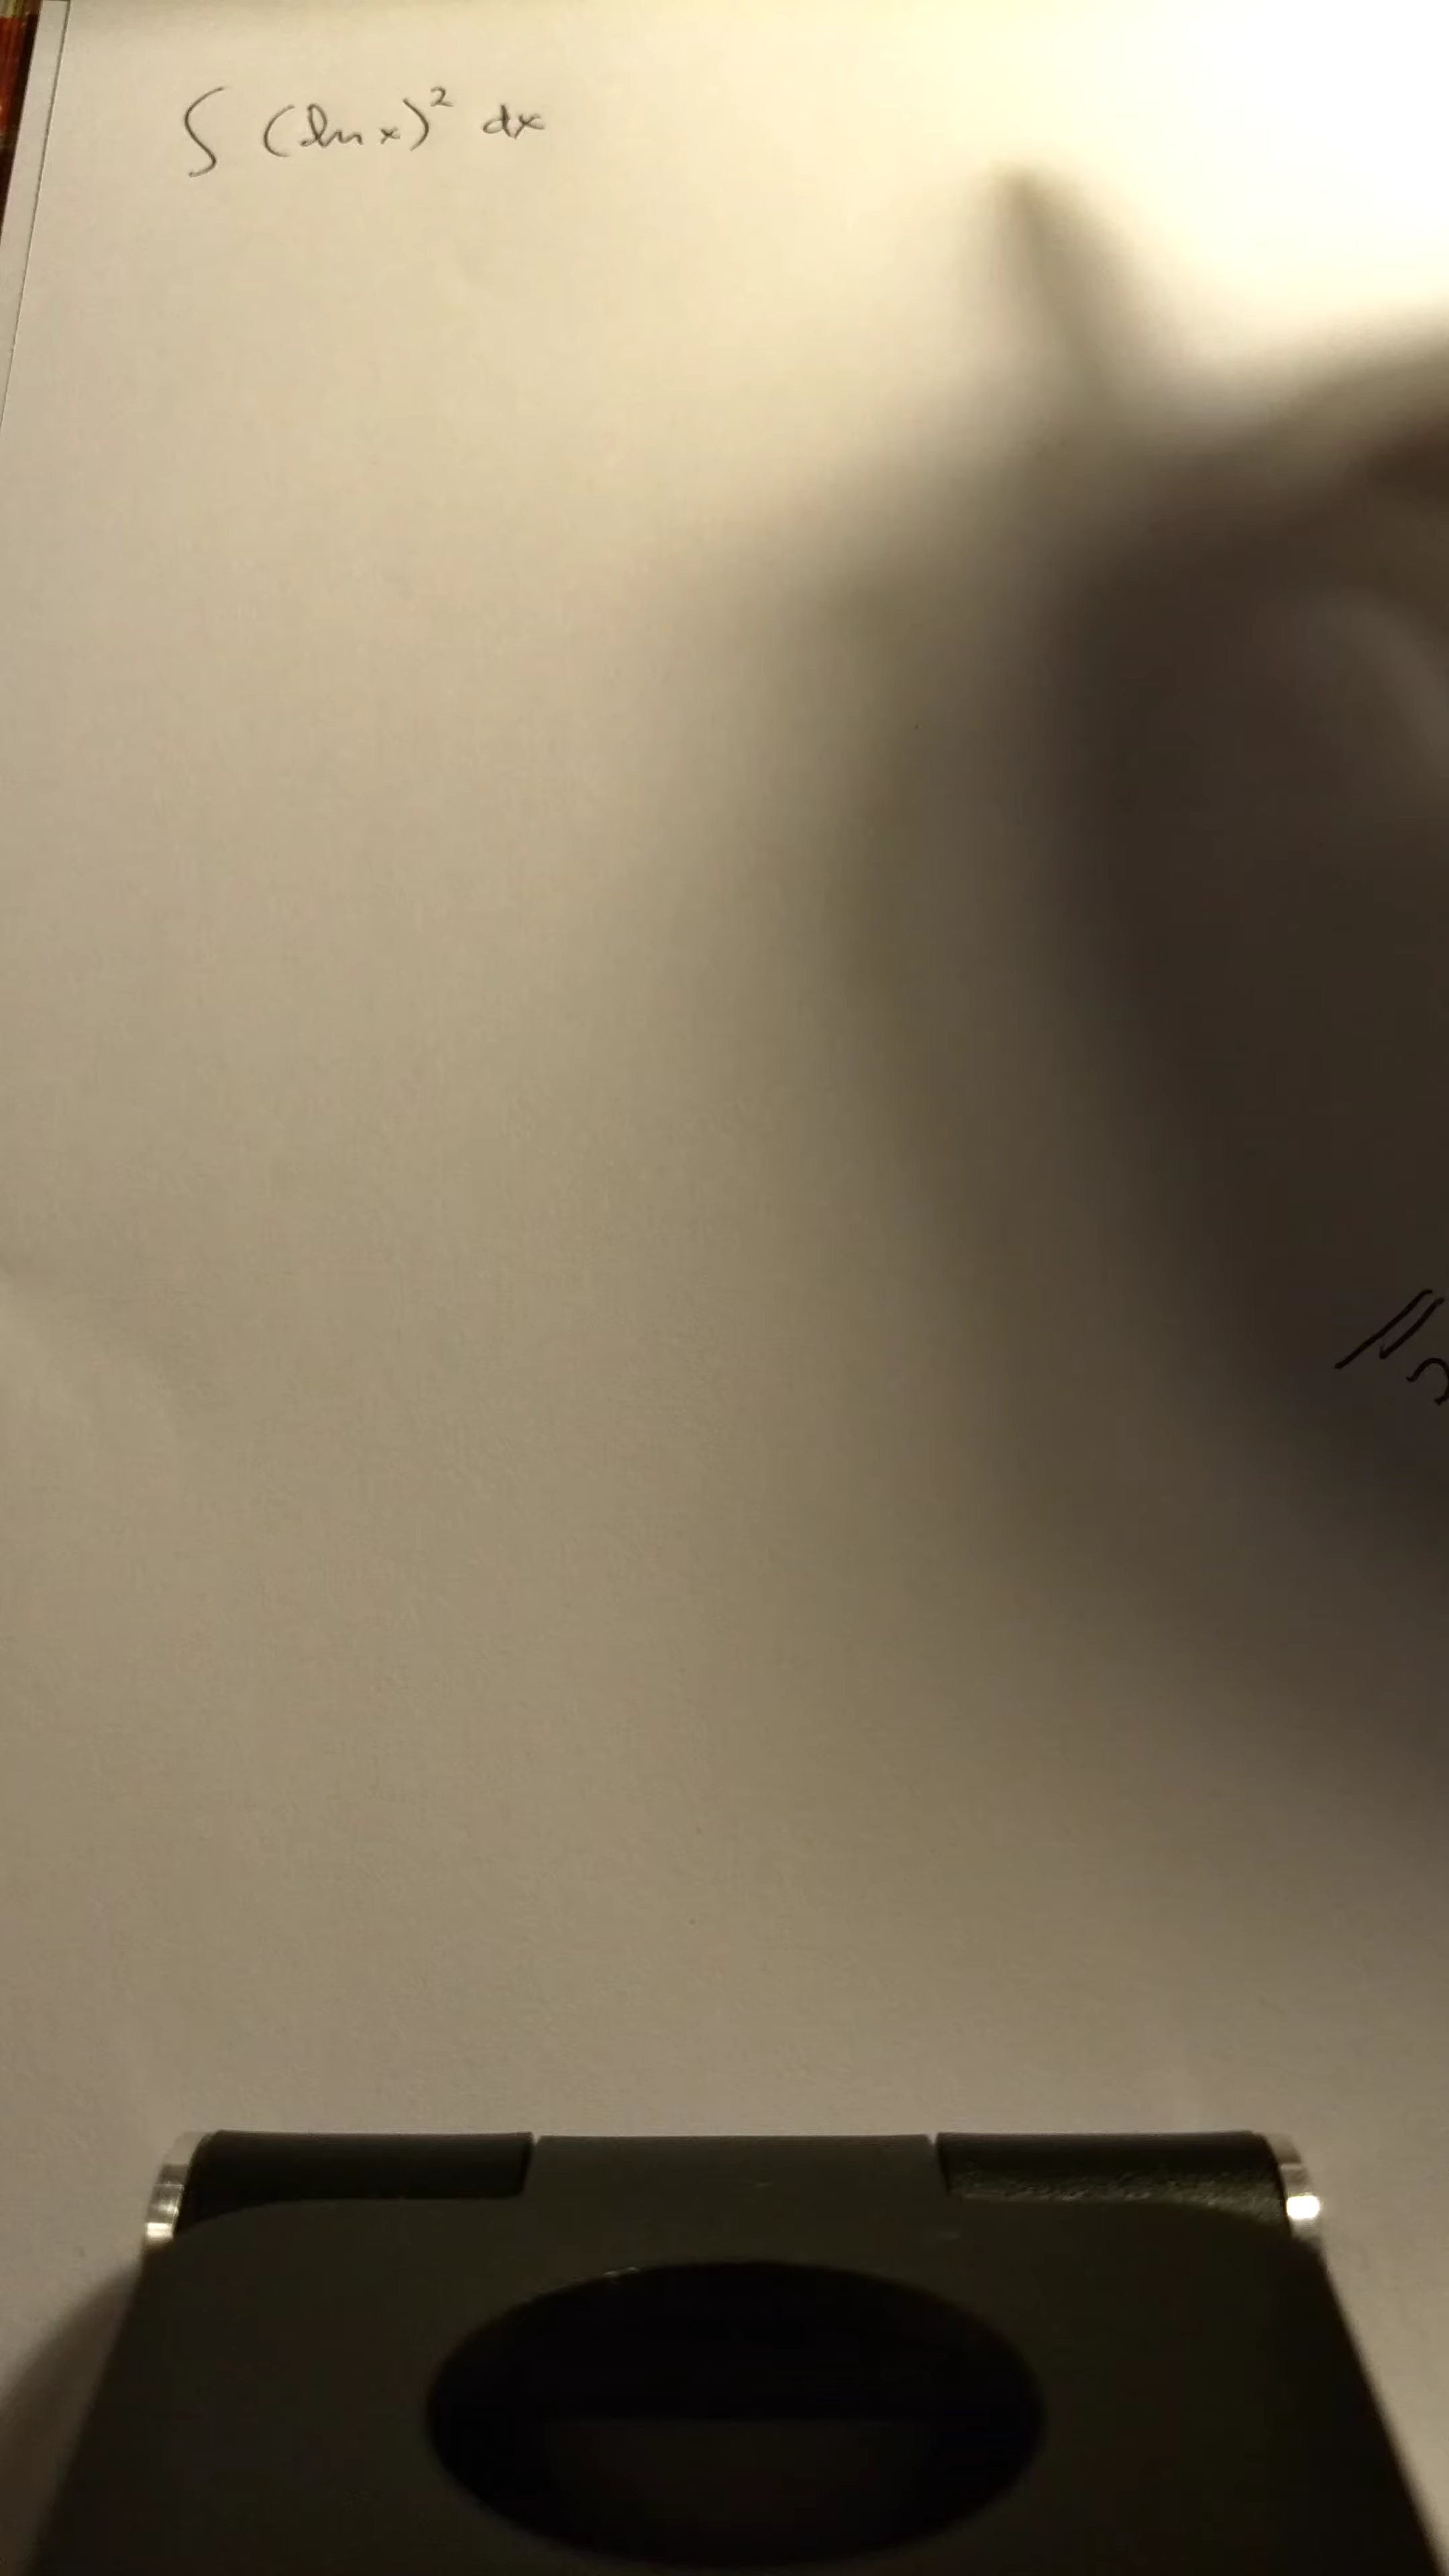 ∫ (ln x)² dx